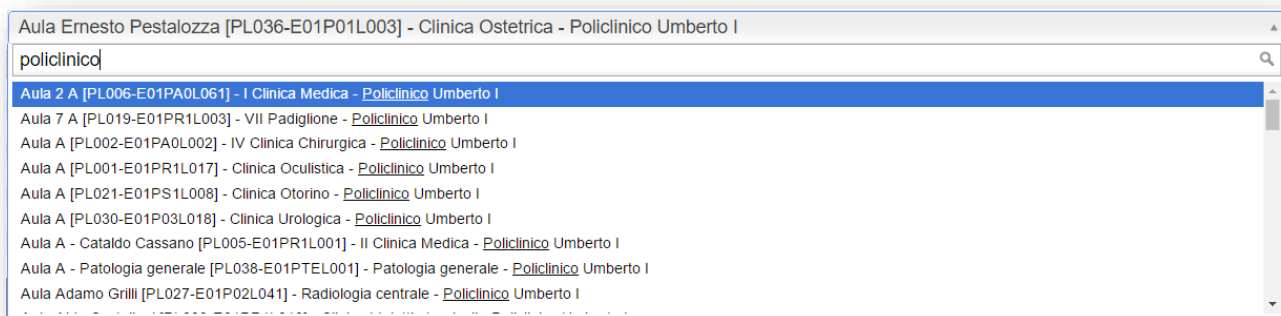 Aula Ernesto Pestalozza [PL036-E01P01L003] - Clinica Ostetrica - Policlinico Umberto I
policlinico
Aula 2 A [PL006-E01PA0L061] - I Clinica Medica - Policlinico Umberto I
Aula 7 A [PL019-E01PR1L003] - VII Padiglione - Policlinico Umberto I
Aula A [PL002-E01PA0L002] - IV Clinica Chirurgica - Policlinico Umberto I
Aula A [PL001-E01PR1L017] - Clinica Oculistica - Policlinico Umberto I
Aula A [PL021-E01PS1L008] - Clinica Otorino - Policlinico Umberto I
Aula A [PL030-E01P03L018] - Clinica Urologica - Policlinico Umberto I
Aula A - Cataldo Cassano [PL005-E01PR1L001] - II Clinica Medica - Policlinico Umberto I
Aula A - Patologia generale [PL038-E01PTEL001] - Patologia generale - Policlinico Umberto I
Aula Adamo Grilli [PL027-E01P02L041] - Radiologia centrale - Policlinico Umberto I